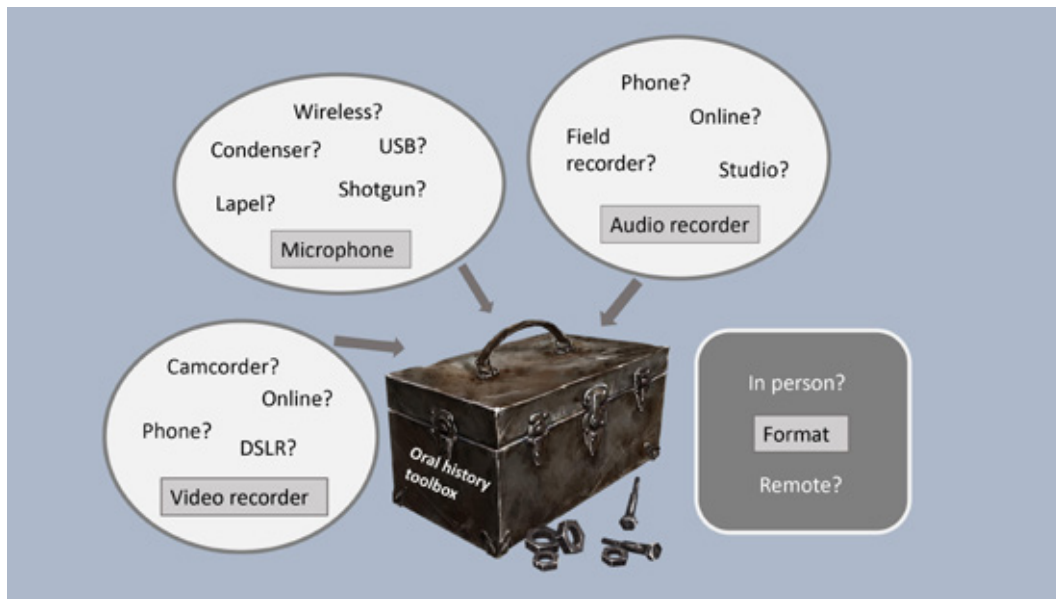 Wireless?
Condenser?
USB?
Shotgun?
Lapel?
Microphone
Phone?
Online?
Field
recorder?
Studio?
Audio recorder
Camcorder?
Online?
Phone?
DSLR?
Video recorder
Oral history
toolbox
In person?
Format
Remote?